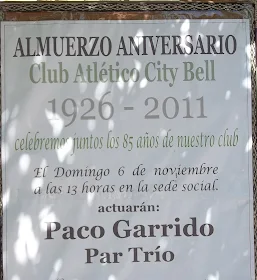 ALMUERZO ANIVERSARIO
Club Atlético City Bell
1926 - 2011
celebremos juntos los 85 años de nuestro club
El Domingo 6 de noviembre
a las 13 horas en la sede social.
actuarán:
Paco Garrido
Par Trío